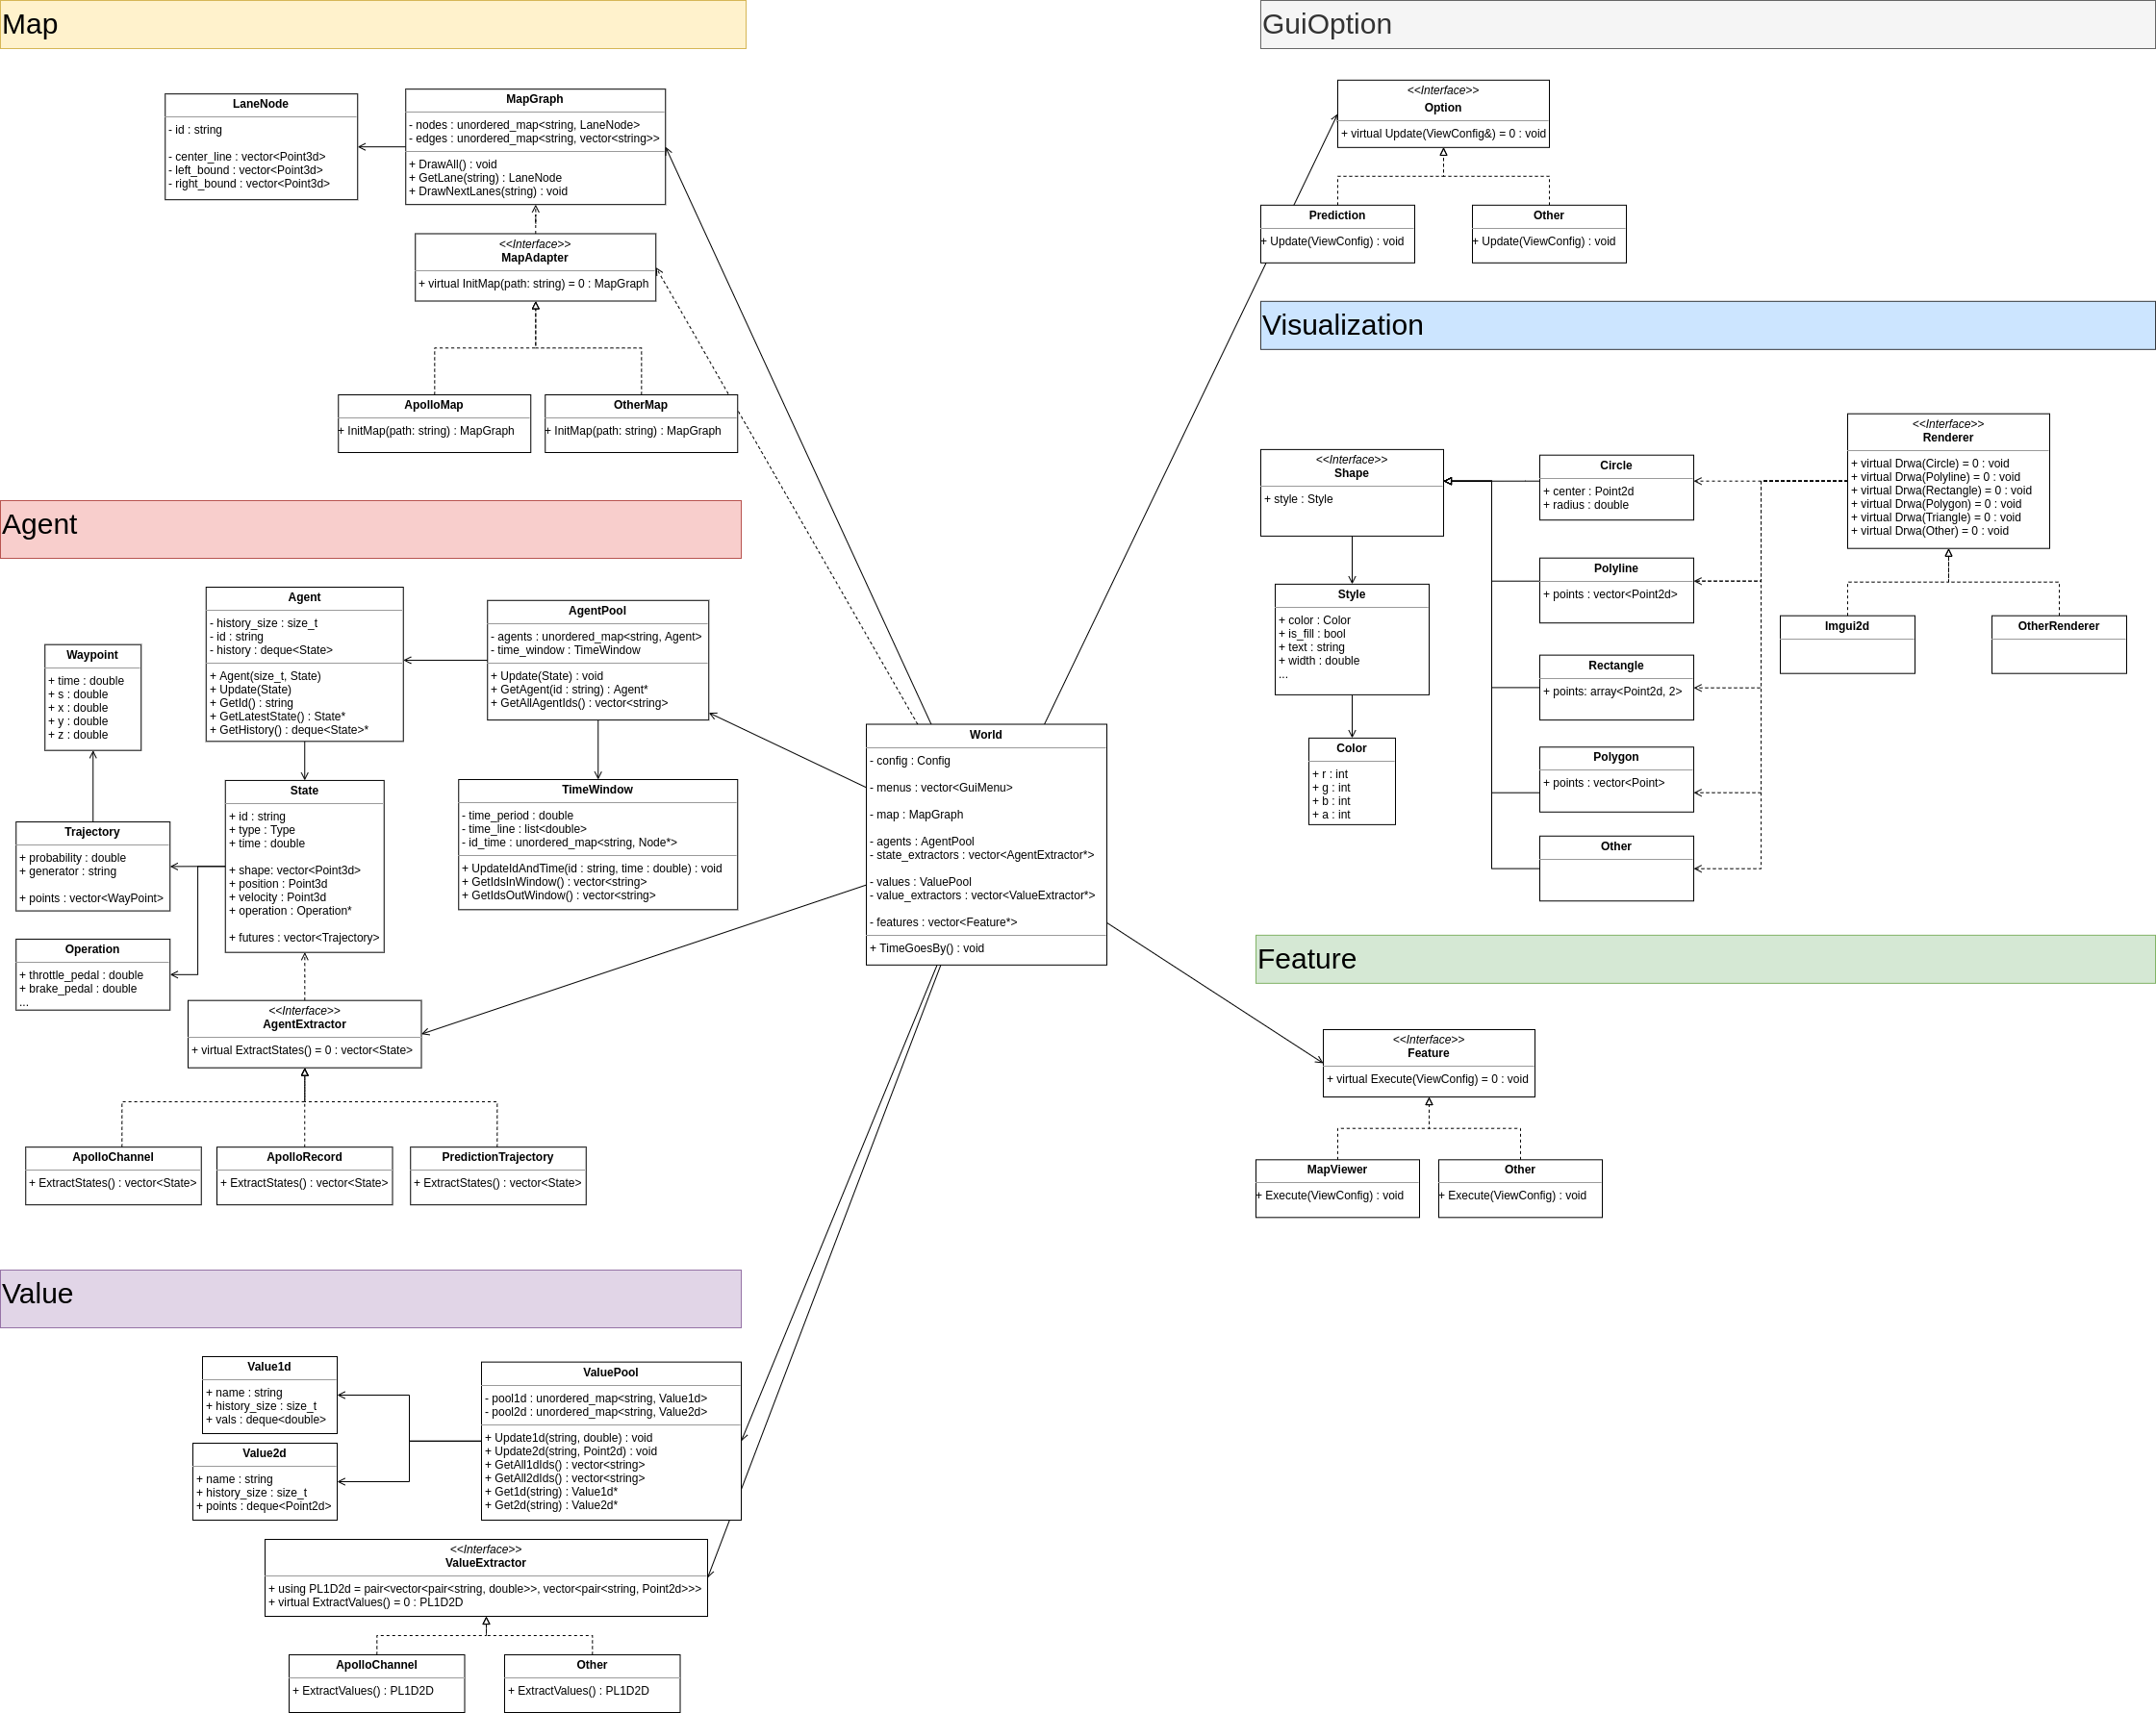 Map
LaneNode
- id : string
- center_line : vector<Point3d>
- left_bound : vector<Point3d>
- right_bound : vector<Point3d>
MapGraph
- nodes : unordered_map<string, LaneNode>
- edges : unordered_map<string, vector<string>>
+ DrawAll() : void
+ GetLane(string) : LaneNode
+ DrawNextLanes(string) : void
<<Interface>>
MapAdapter
+ virtual InitMap(path: string) = 0 : MapGraph
ApolloMap
+ InitMap(path: string) : MapGraph
OtherMap
+ InitMap(path: string) : MapGraph
Agent
Agent
- history_size : size_t
- id : string
- history : deque<State>
+ Agent(size_t, State)
+ Update(State)
+ GetId() : string
+ GetLatestState() : State*
+ GetHistory() : deque<State>*
AgentPool
- agents : unordered_map<string, Agent>
- time_window : TimeWindow
+ Update(State) : void
+ GetAgent(id : string) : Agent*
+ GetAllAgentIds() : vector<string>
Waypoint
+ time : double
+ s : double
+ x : double
+ y : double
+ z : double
State
+ id : string
+ type : Type
+ time : double
+ shape: vector<Point3d>
+ position : Point3d
+ velocity : Point3d
+ operation : Operation*
+ futures : vector<Trajectory>
TimeWindow
- time_period : double
- time_line : list<double>
- id_time : unordered_map<string, Node*>
+ UpdateIdAndTime(id : string, time : double) : void
+ GetIdsInWindow() : vector<string>
+ GetIdsOutWindow() : vector<string>
Trajectory
+ probability : double
+ generator : string
+ points : vector<WayPoint>
Operation
+ throttle_pedal : double
+ brake_pedal : double
...
<<Interface>>
AgentExtractor
+ virtual ExtractStates() = 0 : vector<State>
ApolloChannel
+ ExtractStates() : vector<State>
ApolloRecord
+ ExtractStates() : vector<State>
PredictionTrajectory
+ ExtractStates() : vector<State>
Value
Value1d
+ name : string
+ history_size : size_t
+ vals : deque<double>
Value2d
+ name : string
+ history_size : size_t
+ points : deque<Point2d>
ValuePool
- pool1d : unordered_map<string, Value1d>
- pool2d : unordered_map<string, Value2d>
+ Update1d(string, double) : void
+ Update2d(string, Point2d) : void
+ GetAll1dIds() : vector<string>
+ GetAll2dIds() : vector<string>
+ Get1d(string) : Value1d*
+ Get2d(string) : Value2d*
<<Interface>>
ValueExtractor
+ using PL1D2d = pair<vector<pair<string, double>>, vector<pair<string, Point2d>>>
+ virtual ExtractValues() = 0 : PL1D2D
ApolloChannel
+ ExtractValues() : PL1D2D
Other
+ ExtractValues() : PL1D2D
World
- config : Config
- menus : vector<GuiMenu>
- map : MapGraph
- agents : AgentPool
- state_extractors : vector<AgentExtractor*>
- values : ValuePool
- value_extractors : vector<ValueExtractor*>
- features : vector<Feature*>
+ TimeGoesBy() : void
GuiOption
<<Interface>>
Option
+ virtual Update(ViewConfig&) = 0 : void
Prediction
+ Update(ViewConfig) : void
Other
+ Update(ViewConfig) : void
Visualization
<<Interface>>
Shape
+ style : Style
Style
+ color : Color
+ is_fill : bool
+ text : string
+ width : double
...
Color
+ r : int
+ g : int
+ b : int
+ a : int
Circle
+ center : Point2d
+ radius : double
Polyline
+ points : vector<Point2d>
Rectangle
+ points: array<Point2d, 2>
Polygon
+ points : vector<Point>
Other
<<Interface>>
Renderer
+ virtual Drwa(Circle) = 0 : void
+ virtual Drwa(Polyline) = 0 : void
+ virtual Drwa(Rectangle) = 0 : void
+ virtual Drwa(Polygon) = 0 : void
+ virtual Drwa(Triangle) = 0 : void
+ virtual Drwa(Other) = 0 : void
Imgui2d
OtherRenderer
Feature
<<Interface>>
Feature
+ virtual Execute(ViewConfig) = 0 : void
MapViewer
+ Execute(ViewConfig) : void
Other
+ Execute(ViewConfig) : void